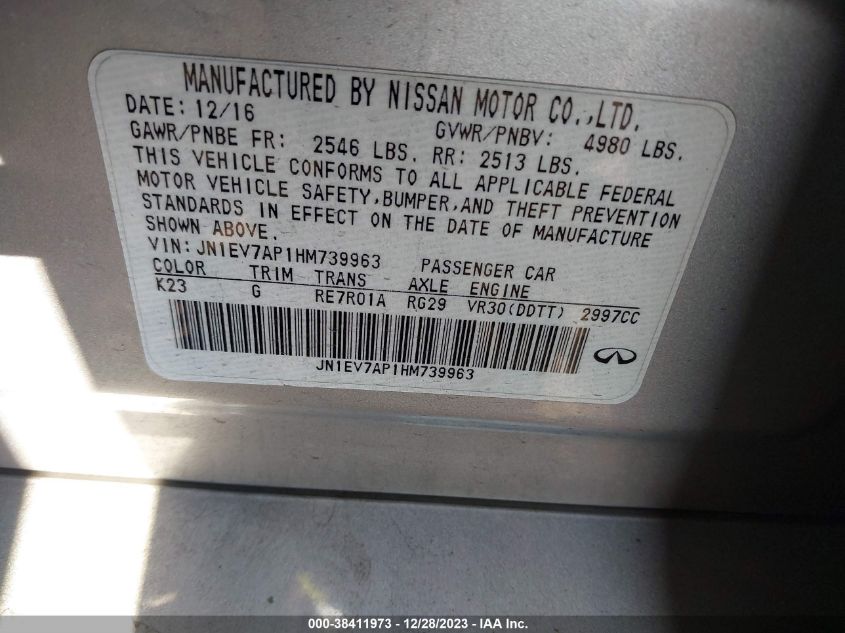 MANUFACTURED BY NISSAN MOTOR CO.,LTD.
DATE: 12/16 GVWR/PNBV: 4980 LBS.
GAWR/PNBE FR: 2546 LBS. RR: 2513 LBS.
THIS VEHICLE CONFORMS TO ALL APPLICABLE FEDERAL
MOTOR VEHICLE SAFETY,BUMPER,AND THEFT PREVENTION
STANDARDS IN EFFECT ON THE DATE OF MANUFACTURE
SHOWN ABOVE.
VIN:JN1EV7AP1HM739963 PASSENGER CAR
COLOR TRIM TRANS AXLE ENGINE
K23 G RE7R01A RG29 VR30(DDTT) 2997CC
JN1EV7AP1HM739963
000-38411973 - 12/28/2023 - IAA Inc.